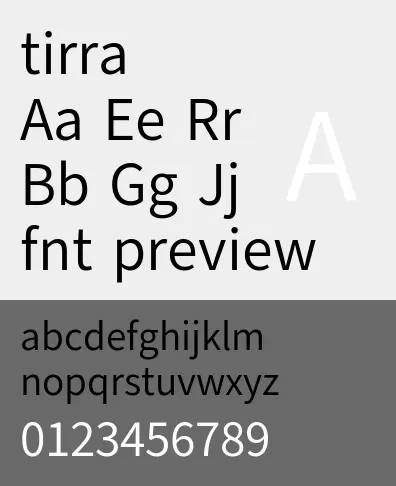 tirra
Aa Ee Rr
A
Bb Gg Jj
fnt preview
abcdefghijklm
nopqrstuvwxyz
0123456789